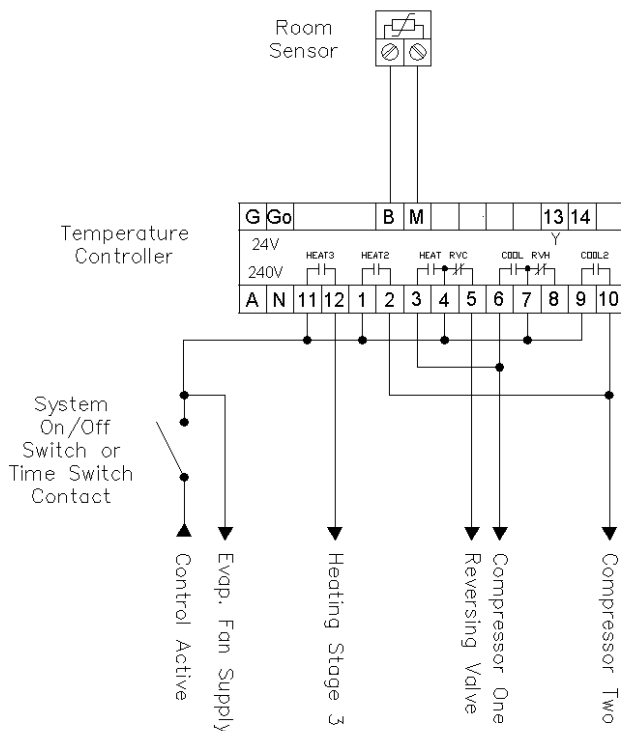 Room
Sensor
G Go B M 13 14
Temperature
Controller
24V Y
HEAT3 HEAT2 HEAT RVC COOL RVH COOL2
240V
A N 11 12 1 2 3 4 5 6 7 8 9 10
System
On/Off
Switch or
Time Switch
Contact
Control Active
Evap. Fan Supply
Heating Stage 3
Reversing Valve
Compressor One
Compressor Two